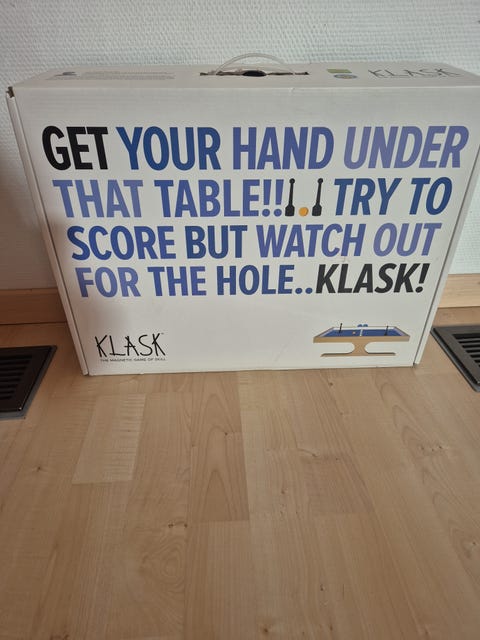 KLASK
GET YOUR HAND UNDER
THAT TABLE!! TRY TO
SCORE BUT WATCH OUT
FOR THE HOLE..KLASK!
KLASK
THE MAGNETIC GAME OF SKILL